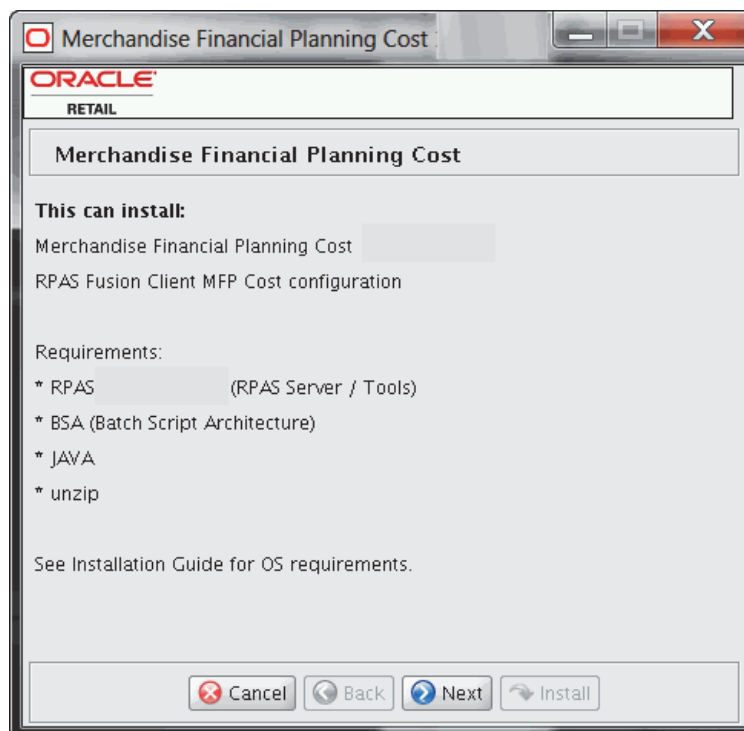 Merchandise Financial Planning Cost
ORACLE
RETAIL
Merchandise Financial Planning Cost
This can install:
Merchandise Financial Planning Cost
RPAS Fusion Client MFP Cost configuration
Requirements:
* RPAS (RPAS Server / Tools)
* BSA (Batch Script Architecture)
* JAVA
* unzip
See Installation Guide for OS requirements.
Cancel Back Next Install